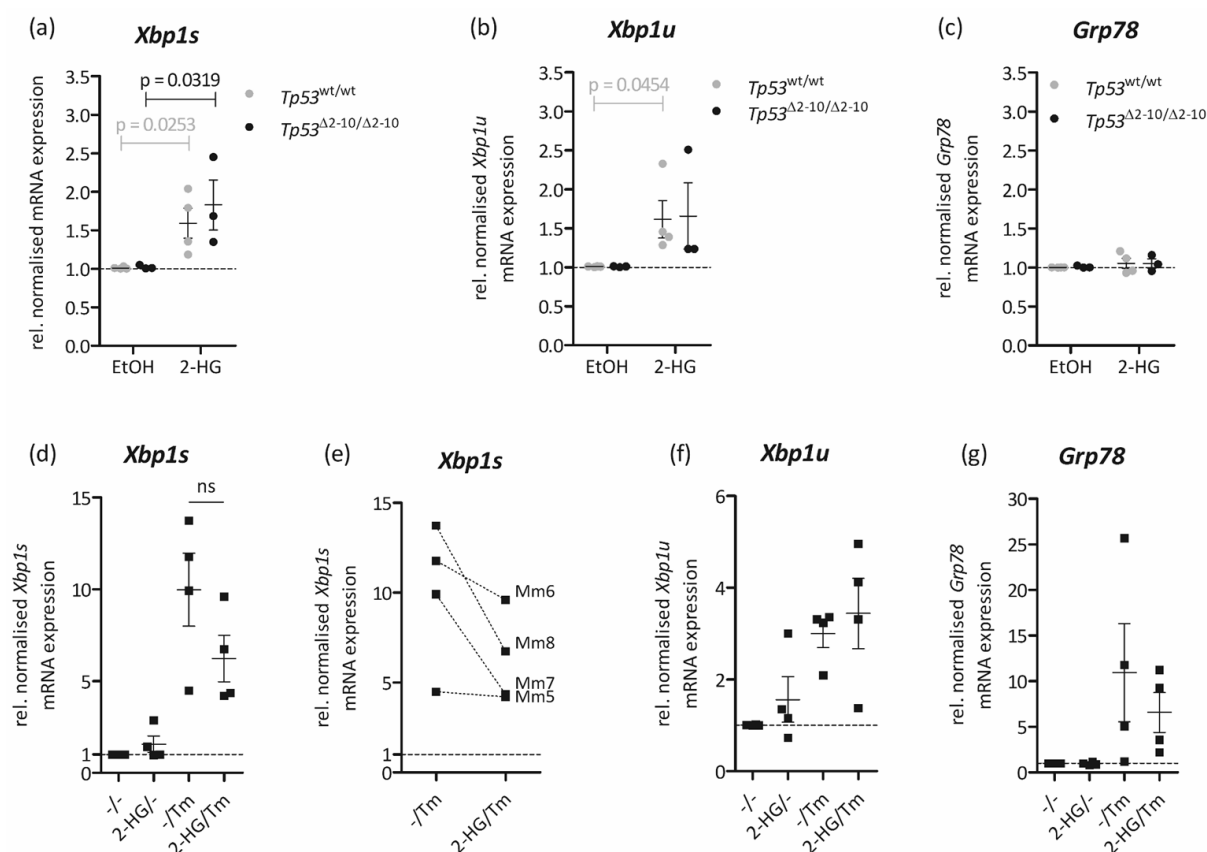 (a)
Xbp1s
rel. normalised mRNA expression
3.5
3.0
2.5
2.0
1.5
1.0
0.5
0.0
p = 0.0319
p = 0.0253
Tp53wt/wt
Tp53Δ2-10/Δ2-10
EtOH 2-HG
(b)
Xbp1u
rel. normalised Xbp1u
mRNA expression
3.5
3.0
2.5
2.0
1.5
1.0
0.5
0.0
p = 0.0454
Tp53wt/wt
Tp53Δ2-10/Δ2-10
EtOH 2-HG
(c)
Grp78
rel. normalised Grp78
mRNA expression
3.5
3.0
2.5
2.0
1.5
1.0
0.5
0.0
Tp53wt/wt
Tp53Δ2-10/Δ2-10
EtOH 2-HG
(d)
Xbp1s
rel. normalised Xbp1s
mRNA expression
15
10
5
1
0
ns
-/-
2-HG/-
-/Tm
2-HG/Tm
(e)
Xbp1s
rel. normalised Xbp1s
mRNA expression
15
10
5
1
0
Mm6
Mm8
Mm7
Mm5
-/Tm
2-HG/Tm
(f)
Xbp1u
rel. normalised Xbp1u
mRNA expression
6
4
2
0
-/-
2-HG/-
-/Tm
2-HG/Tm
(g)
Grp78
rel. normalised Grp78
mRNA expression
30
25
20
15
10
5
0
-/-
2-HG/-
-/Tm
2-HG/Tm